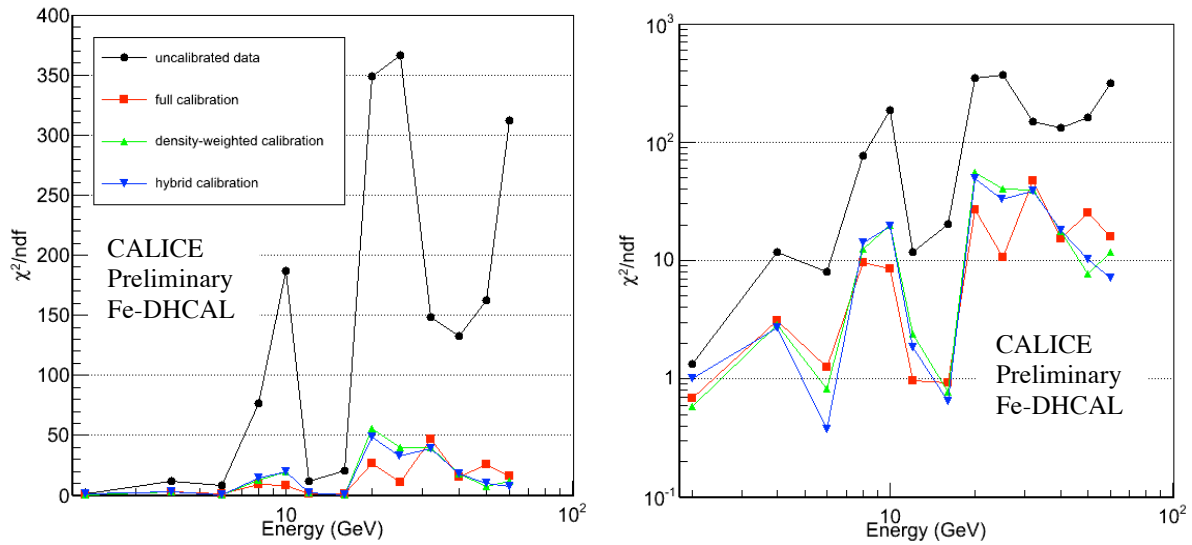 400
350
300
250
200
150
100
50
0
χ²/ndf
uncalibrated data
full calibration
density-weighted calibration
hybrid calibration
CALICE
Preliminary
Fe-DHCAL
10
10²
Energy (GeV)
10³
10²
10
1
10⁻¹
χ²/ndf
CALICE
Preliminary
Fe-DHCAL
10
10²
Energy (GeV)